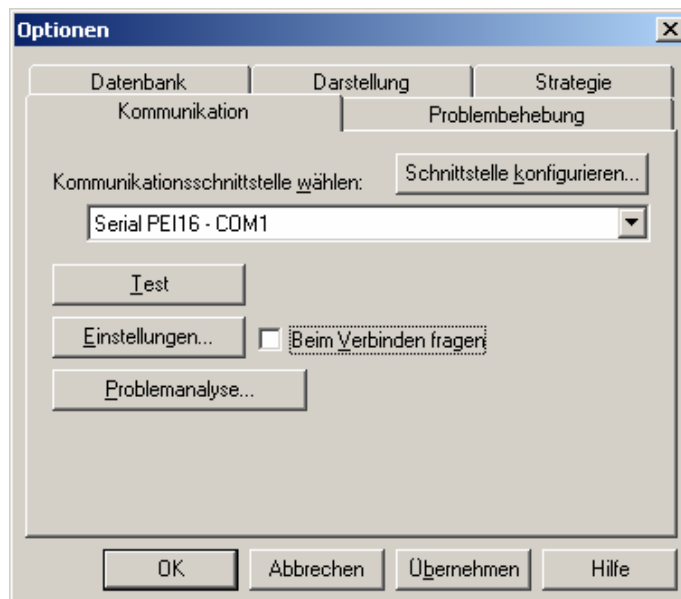 Optionen
Datenbank Darstellung Strategie
Kommunikation Problembehebung
Kommunikationsschnittstelle wählen: Schnittstelle konfigurieren...
Serial PEI16 - COM1
Test
Einstellungen... Beim Verbinden fragen
Problemanalyse...
OK Abbrechen Übernehmen Hilfe